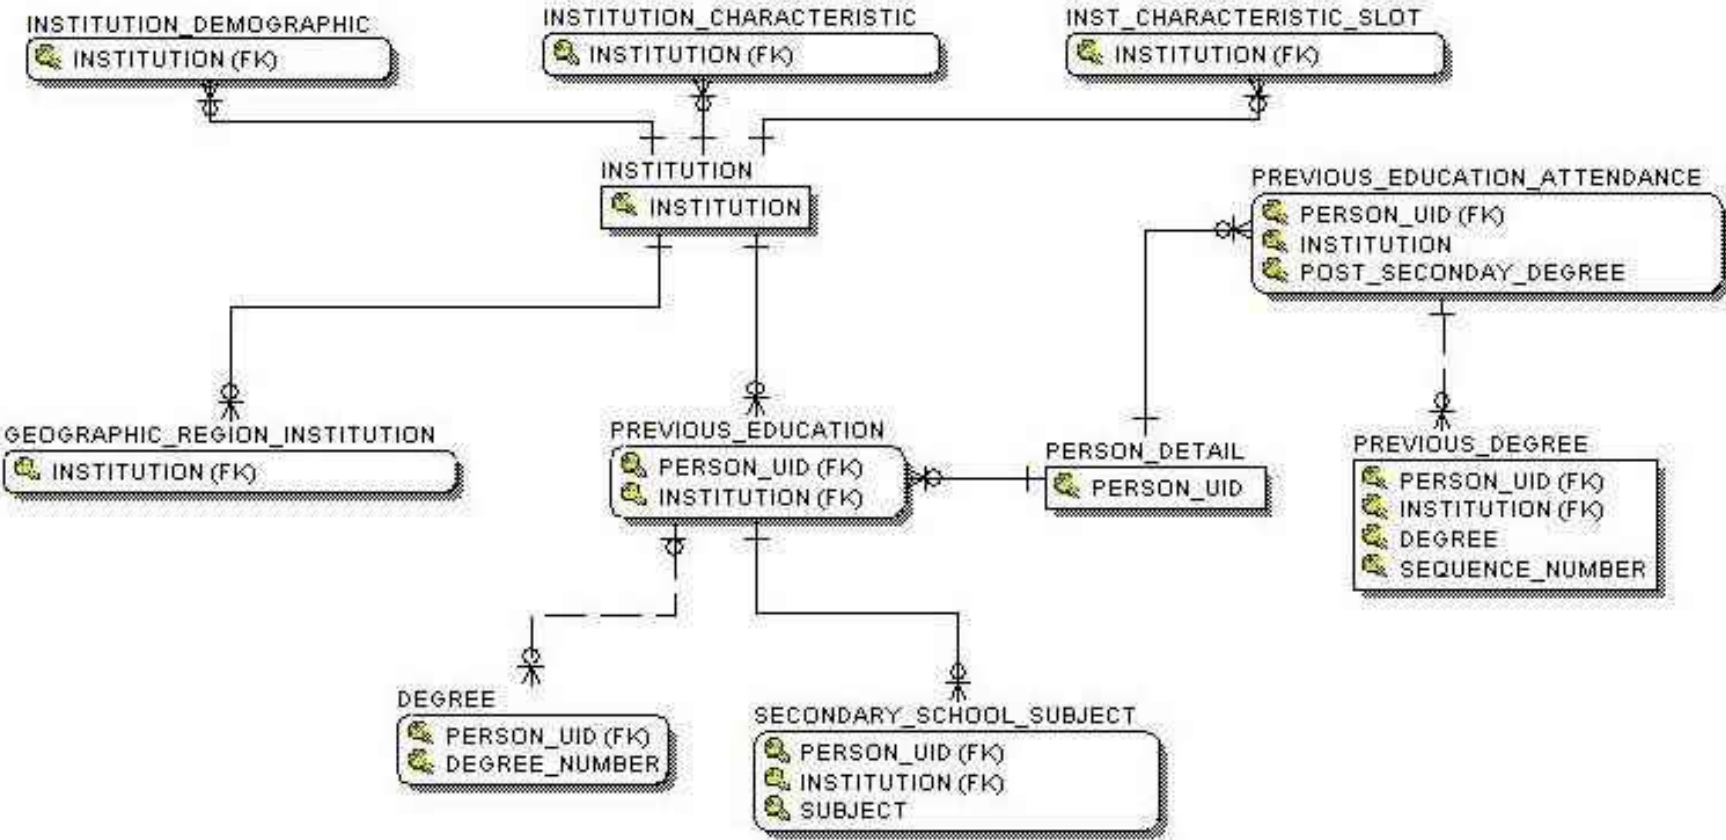 INSTITUTION_DEMOGRAPHIC
INSTITUTION (FK)
INSTITUTION_CHARACTERISTIC
INSTITUTION (FK)
INST_CHARACTERISTIC_SLOT
INSTITUTION (FK)
INSTITUTION
INSTITUTION
PREVIOUS_EDUCATION_ATTENDANCE
PERSON_UID (FK)
INSTITUTION
POST_SECONDAY_DEGREE
GEOGRAPHIC_REGION_INSTITUTION
INSTITUTION (FK)
PREVIOUS_EDUCATION
PERSON_UID (FK)
INSTITUTION (FK)
PERSON_DETAIL
PERSON_UID
PREVIOUS_DEGREE
PERSON_UID (FK)
INSTITUTION (FK)
DEGREE
SEQUENCE_NUMBER
DEGREE
PERSON_UID (FK)
DEGREE_NUMBER
SECONDARY_SCHOOL_SUBJECT
PERSON_UID (FK)
INSTITUTION (FK)
SUBJECT